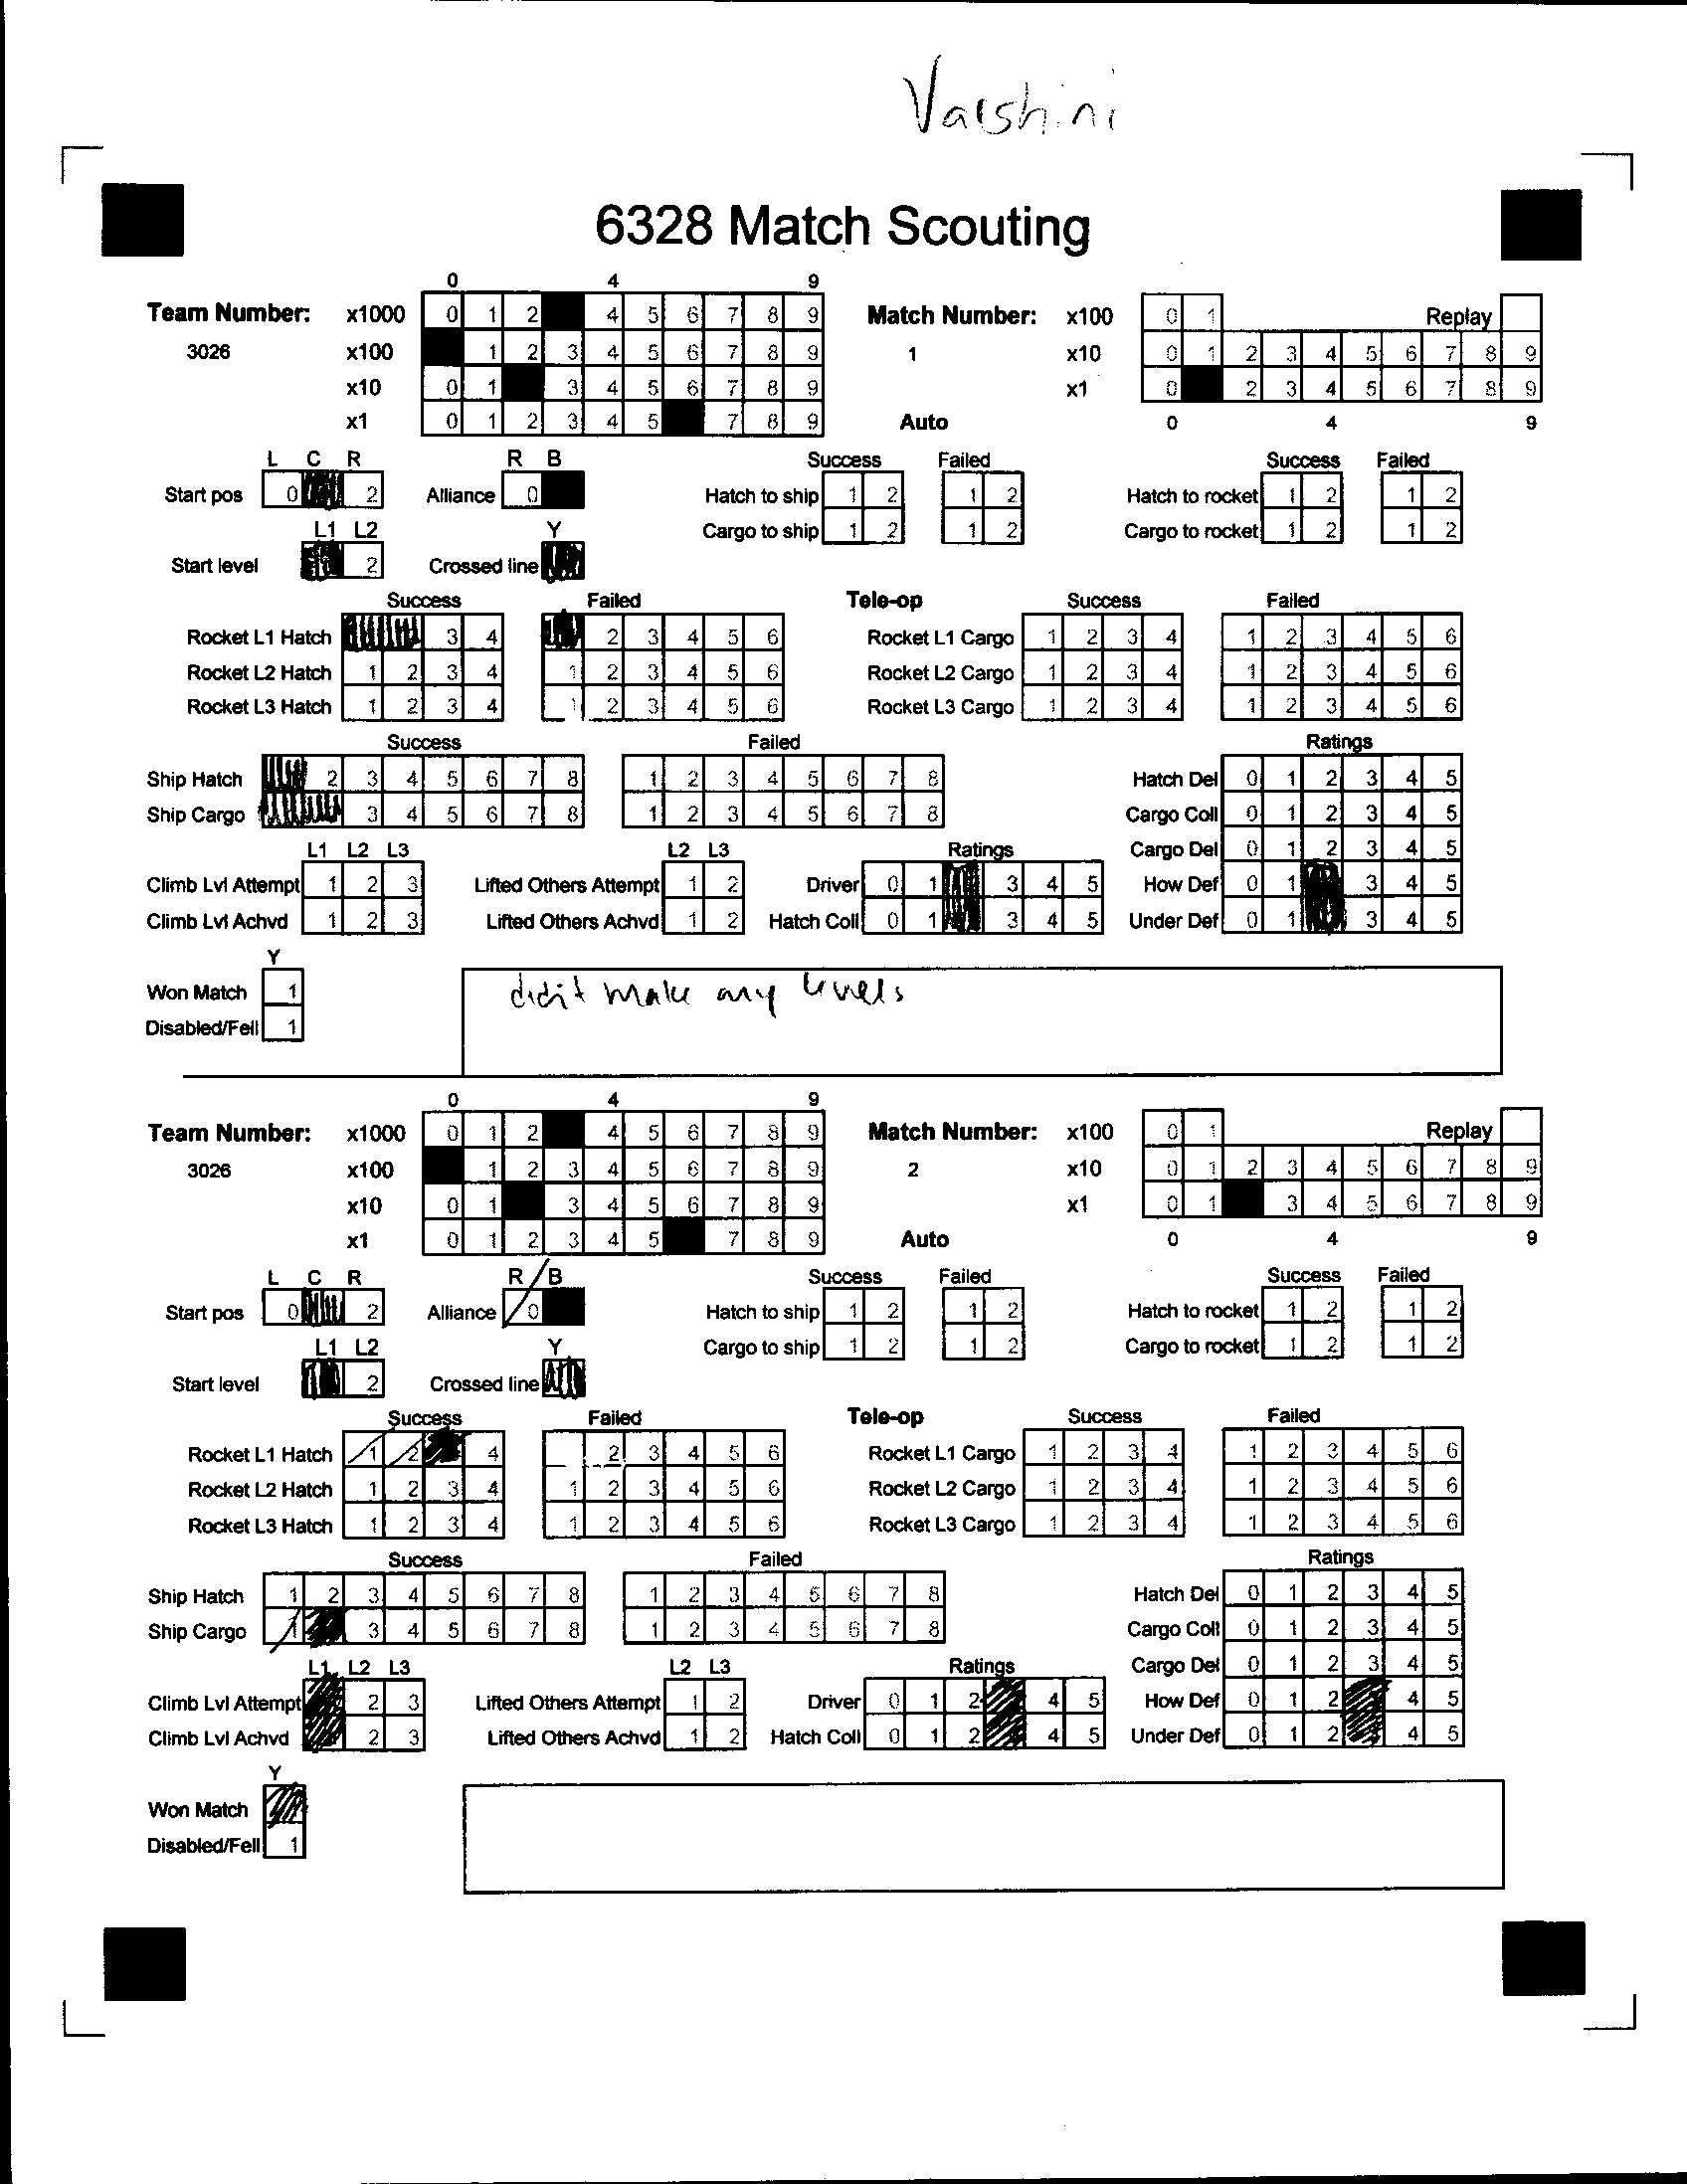 Varshini
6328 Match Scouting
0 4 9
Team Number: x1000 0 1 2 4 5 6 7 8 9 Match Number: x100 0 1 Replay
3026 x100 1 2 3 4 5 6 7 8 9 1 x10 0 1 2 3 4 5 6 7 8 9
x10 0 1 3 4 5 6 7 8 9 x1 0 2 3 4 5 6 7 8 9
x1 0 1 2 3 4 5 7 8 9 Auto 0 4 9
L C R R B Success Failed Success Failed
Start pos 0 2 Alliance 0 Hatch to ship 1 2 1 2 Hatch to rocket 1 2 1 2
L1 L2 Y Cargo to ship 1 2 1 2 Cargo to rocket 1 2 1 2
Start level 2 Crossed line
Success Failed Tele-op Success Failed
Rocket L1 Hatch 3 4 2 3 4 5 6 Rocket L1 Cargo 1 2 3 4 1 2 3 4 5 6
Rocket L2 Hatch 1 2 3 4 1 2 3 4 5 6 Rocket L2 Cargo 1 2 3 4 1 2 3 4 5 6
Rocket L3 Hatch 1 2 3 4 1 2 3 4 5 6 Rocket L3 Cargo 1 2 3 4 1 2 3 4 5 6
Success Failed Ratings
Ship Hatch 2 3 4 5 6 7 8 1 2 3 4 5 6 7 8 Hatch Del 0 1 2 3 4 5
Ship Cargo 3 4 5 6 7 8 1 2 3 4 5 6 7 8 Cargo Coll 0 1 2 3 4 5
L1 L2 L3 L2 L3 Ratings Cargo Del 0 1 2 3 4 5
Climb Lvl Attempt 1 2 3 Lifted Others Attempt 1 2 Driver 0 1 3 4 5 How Def 0 1 3 4 5
Climb Lvl Achvd 1 2 3 Lifted Others Achvd 1 2 Hatch Coll 0 1 3 4 5 Under Def 0 1 3 4 5
Y
Won Match 1 didn't make any levels
Disabled/Fell 1
0 4 9
Team Number: x1000 0 1 2 4 5 6 7 8 9 Match Number: x100 0 1 Replay
3026 x100 1 2 3 4 5 6 7 8 9 2 x10 0 1 2 3 4 5 6 7 8 9
x10 0 1 3 4 5 6 7 8 9 x1 0 1 3 4 5 6 7 8 9
x1 0 1 2 3 4 5 7 8 9 Auto 0 4 9
L C R R B Success Failed Success Failed
Start pos 0 2 Alliance 0 Hatch to ship 1 2 1 2 Hatch to rocket 1 2 1 2
L1 L2 Y Cargo to ship 1 2 1 2 Cargo to rocket 1 2 1 2
Start level 2 Crossed line
Success Failed Tele-op Success Failed
Rocket L1 Hatch 1 2 4 2 3 4 5 6 Rocket L1 Cargo 1 2 3 4 1 2 3 4 5 6
Rocket L2 Hatch 1 2 3 4 1 2 3 4 5 6 Rocket L2 Cargo 1 2 3 4 1 2 3 4 5 6
Rocket L3 Hatch 1 2 3 4 1 2 3 4 5 6 Rocket L3 Cargo 1 2 3 4 1 2 3 4 5 6
Success Failed Ratings
Ship Hatch 1 2 3 4 5 6 7 8 1 2 3 4 5 6 7 8 Hatch Del 0 1 2 3 4 5
Ship Cargo 1 3 4 5 6 7 8 1 2 3 4 5 6 7 8 Cargo Coll 0 1 2 3 4 5
L1 L2 L3 L2 L3 Ratings Cargo Del 0 1 2 3 4 5
Climb Lvl Attempt 2 3 Lifted Others Attempt 1 2 Driver 0 1 2 4 5 How Def 0 1 2 4 5
Climb Lvl Achvd 2 3 Lifted Others Achvd 1 2 Hatch Coll 0 1 2 4 5 Under Def 0 1 2 4 5
Y
Won Match
Disabled/Fell 1